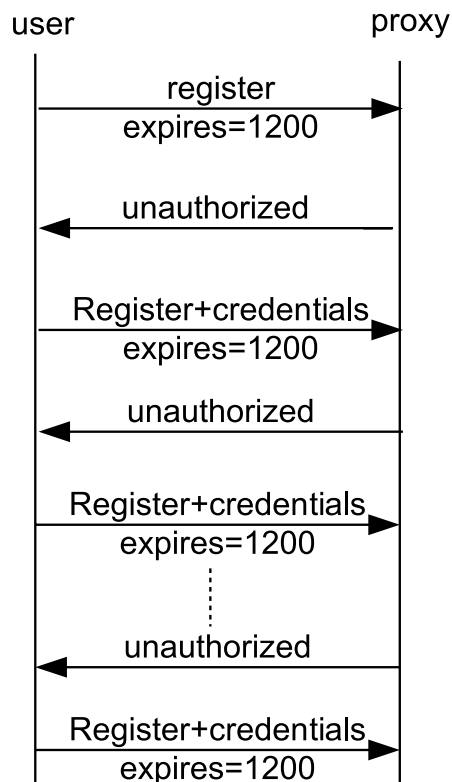 user
proxy
register
expires=1200
unauthorized
Register+credentials
expires=1200
unauthorized
Register+credentials
expires=1200
unauthorized
Register+credentials
expires=1200